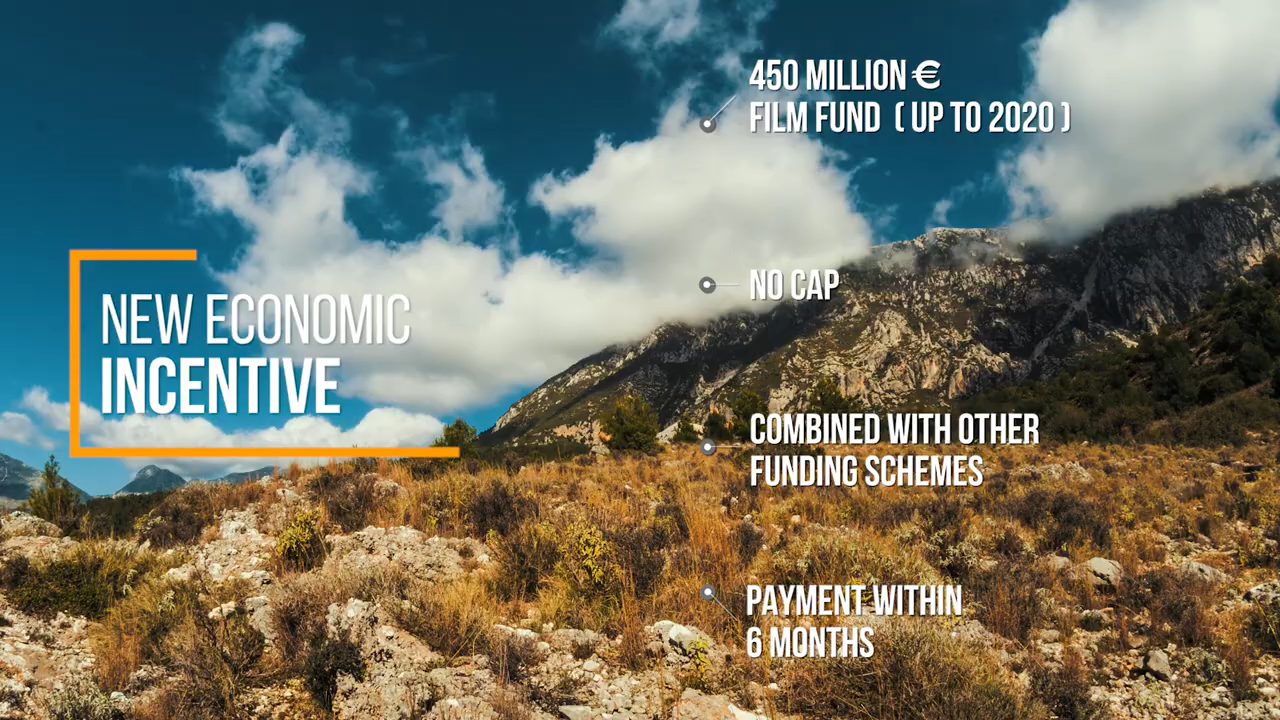 NEW ECONOMIC
INCENTIVE
450 MILLION €
FILM FUND ( UP TO 2020 )
NO CAP
COMBINED WITH OTHER
FUNDING SCHEMES
PAYMENT WITHIN
6 MONTHS